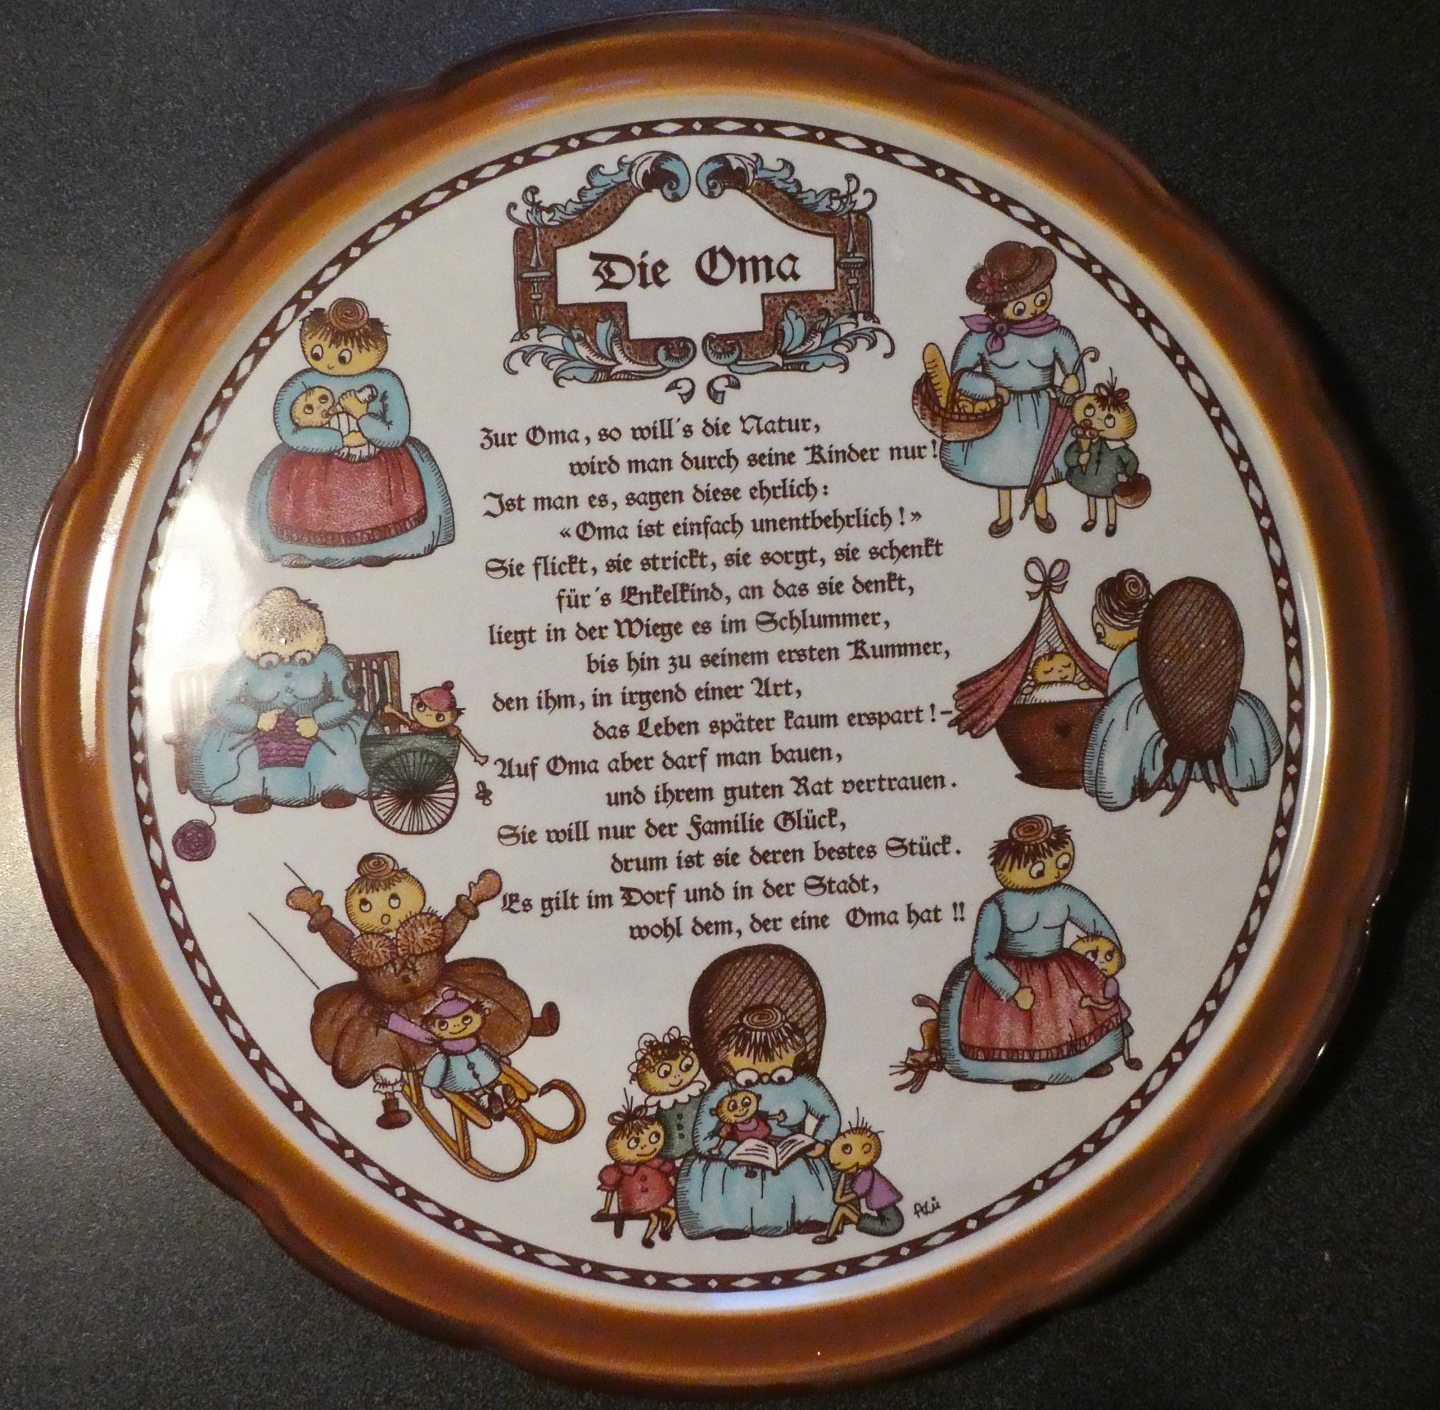 Die Oma
Zur Oma, so will's die Natur,
wird man durch seine Kinder nur!
Ist man es, sagen diese ehrlich:
«Oma ist einfach unentbehrlich!»
Sie flickt, sie strickt, sie sorgt, sie schenkt
für's Enkelkind, an das sie denkt,
liegt in der Wiege es im Schlummer,
bis hin zu seinem ersten Kummer,
den ihm, in irgend einer Art,
das Leben später kaum erspart!-
Auf Oma aber darf man bauen,
und ihrem guten Rat vertrauen.
Sie will nur der Familie Glück,
drum ist sie deren bestes Stück.
Es gilt im Dorf und in der Stadt,
wohl dem, der eine Oma hat!!